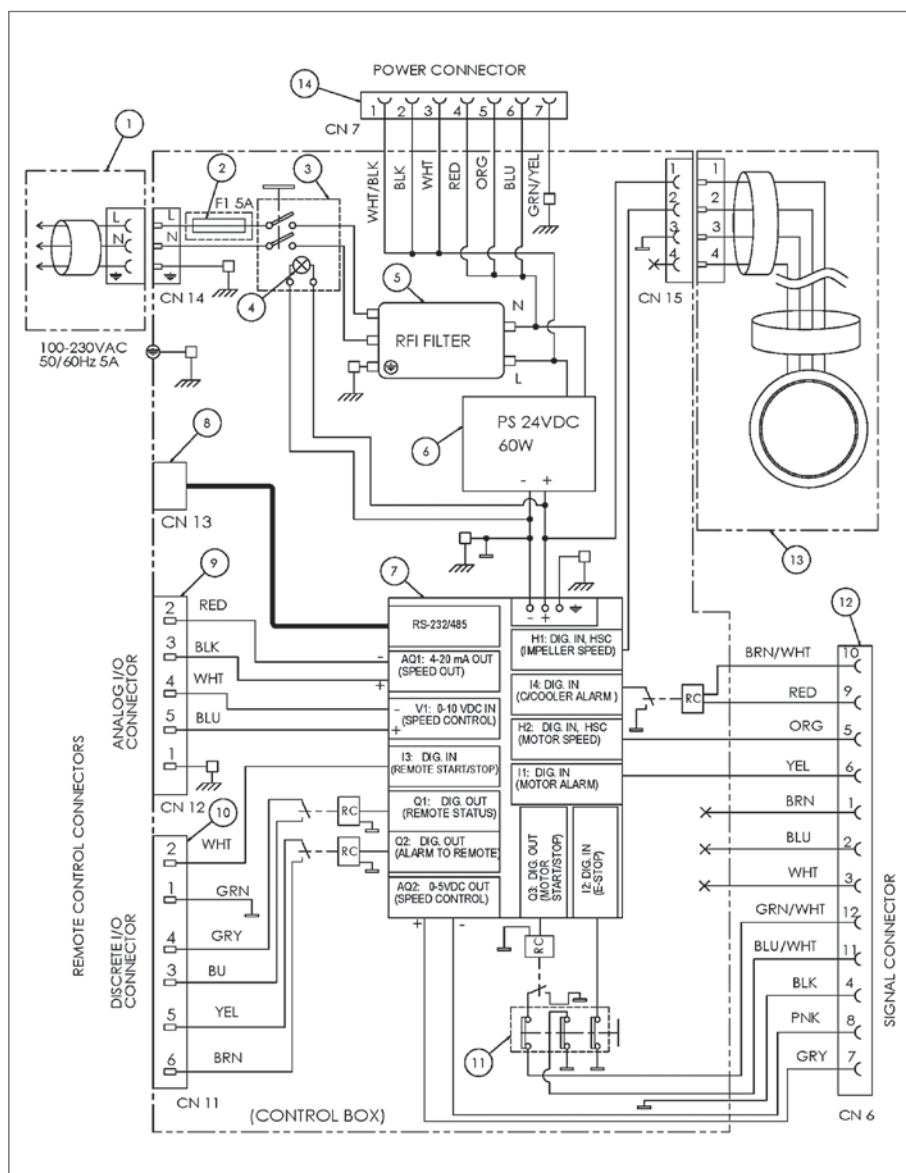 POWER CONNECTOR
14
1 2 3 4 5 6 7
CN 7
WHT/BLK
BLK
WHT
RED
ORG
BLU
GRN/YEL
1
2
3
F1 5A
L
N
L
N
CN 14
4
100-230VAC
50/60Hz 5A
5
RFI FILTER
N
L
6
PS 24VDC
60W
- +
1
2
3
4
CN 15
1
2
3
4
13
8
CN 13
REMOTE CONTROL CONNECTORS
9
ANALOG I/O
CONNECTOR
2 RED
3 BLK
4 WHT
5 BLU
1
CN 12
10
DISCRETE I/O
CONNECTOR
2 WHT
1 GRN
4 GRY
3 BU
5 YEL
6 BRN
CN 11
(CONTROL BOX)
7
RS-232/485
- AQ1: 4-20 mA OUT
+ (SPEED OUT)
- V1: 0-10 VDC IN
+ (SPEED CONTROL)
I3: DIG. IN
(REMOTE START/STOP)
Q1: DIG. OUT
(REMOTE STATUS)
Q2: DIG. OUT
(ALARM TO REMOTE)
AQ2: 0-5VDC OUT
(SPEED CONTROL)
+ -
RC
RC
- +
H1: DIG. IN, HSC
(IMPELLER SPEED)
I4: DIG. IN
(C/COOLER ALARM )
H2: DIG. IN, HSC
(MOTOR SPEED)
I1: DIG. IN
(MOTOR ALARM)
Q3: DIG. OUT
(MOTOR
START/STOP)
I2: DIG. IN
(E-STOP)
RC
RC
11
12
BRN/WHT 10
RED 9
ORG 5
YEL 6
BRN 1
BLU 2
WHT 3
GRN/WHT 12
BLU/WHT 11
BLK 4
PNK 8
GRY 7
SIGNAL CONNECTOR
CN 6